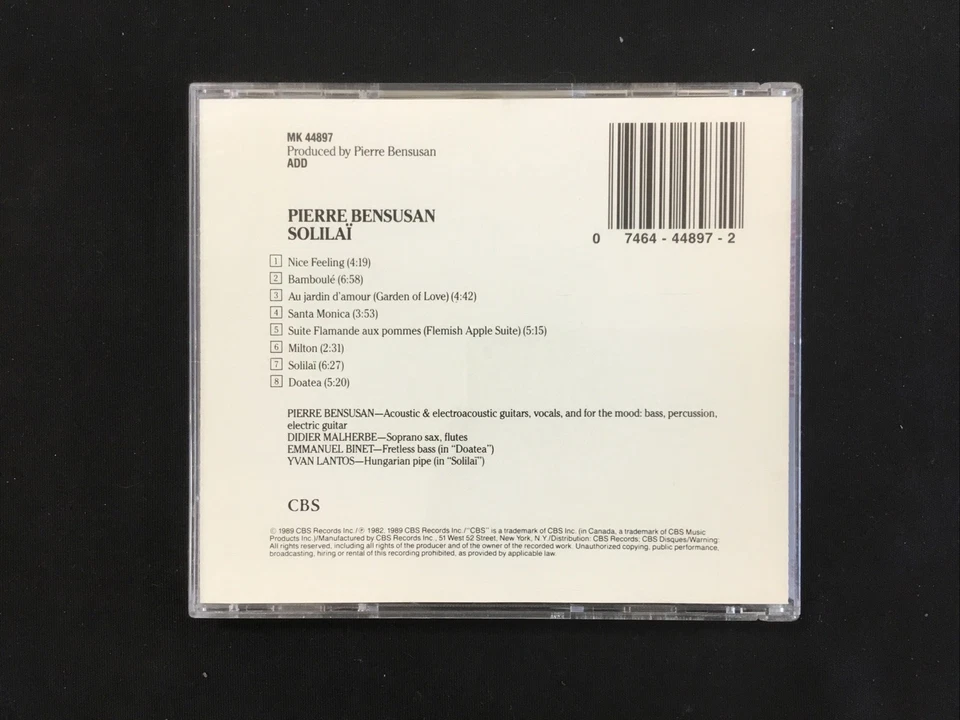 MK 44897
Produced by Pierre Bensusan
ADD
0 7464 - 44897 - 2
PIERRE BENSUSAN
SOLILAÏ
1 Nice Feeling (4:19)
2 Bamboulé (6:58)
3 Au jardin d'amour (Garden of Love) (4:42)
4 Santa Monica (3:53)
5 Suite Flamande aux pommes (Flemish Apple Suite) (5:15)
6 Milton (2:31)
7 Solilaï (6:27)
8 Doatea (5:20)
PIERRE BENSUSAN—Acoustic & electroacoustic guitars, vocals, and for the mood: bass, percussion,
electric guitar
DIDIER MALHERBE—Soprano sax, flutes
EMMANUEL BINET—Fretless bass (in "Doatea")
YVAN LANTOS—Hungarian pipe (in "Solilaï")
CBS
© 1989 CBS Records Inc./℗ 1982, 1989 CBS Records Inc./"CBS" is a trademark of CBS Inc. (in Canada, a trademark of CBS Music
Products Inc.)/Manufactured by CBS Records Inc., 51 West 52 Street, New York, N.Y./Distribution: CBS Records; CBS Disques/Warning:
All rights reserved, including all rights of the producer and of the owner of the recorded work. Unauthorized copying, public performance,
broadcasting, hiring or rental of this recording prohibited, as provided by applicable law.